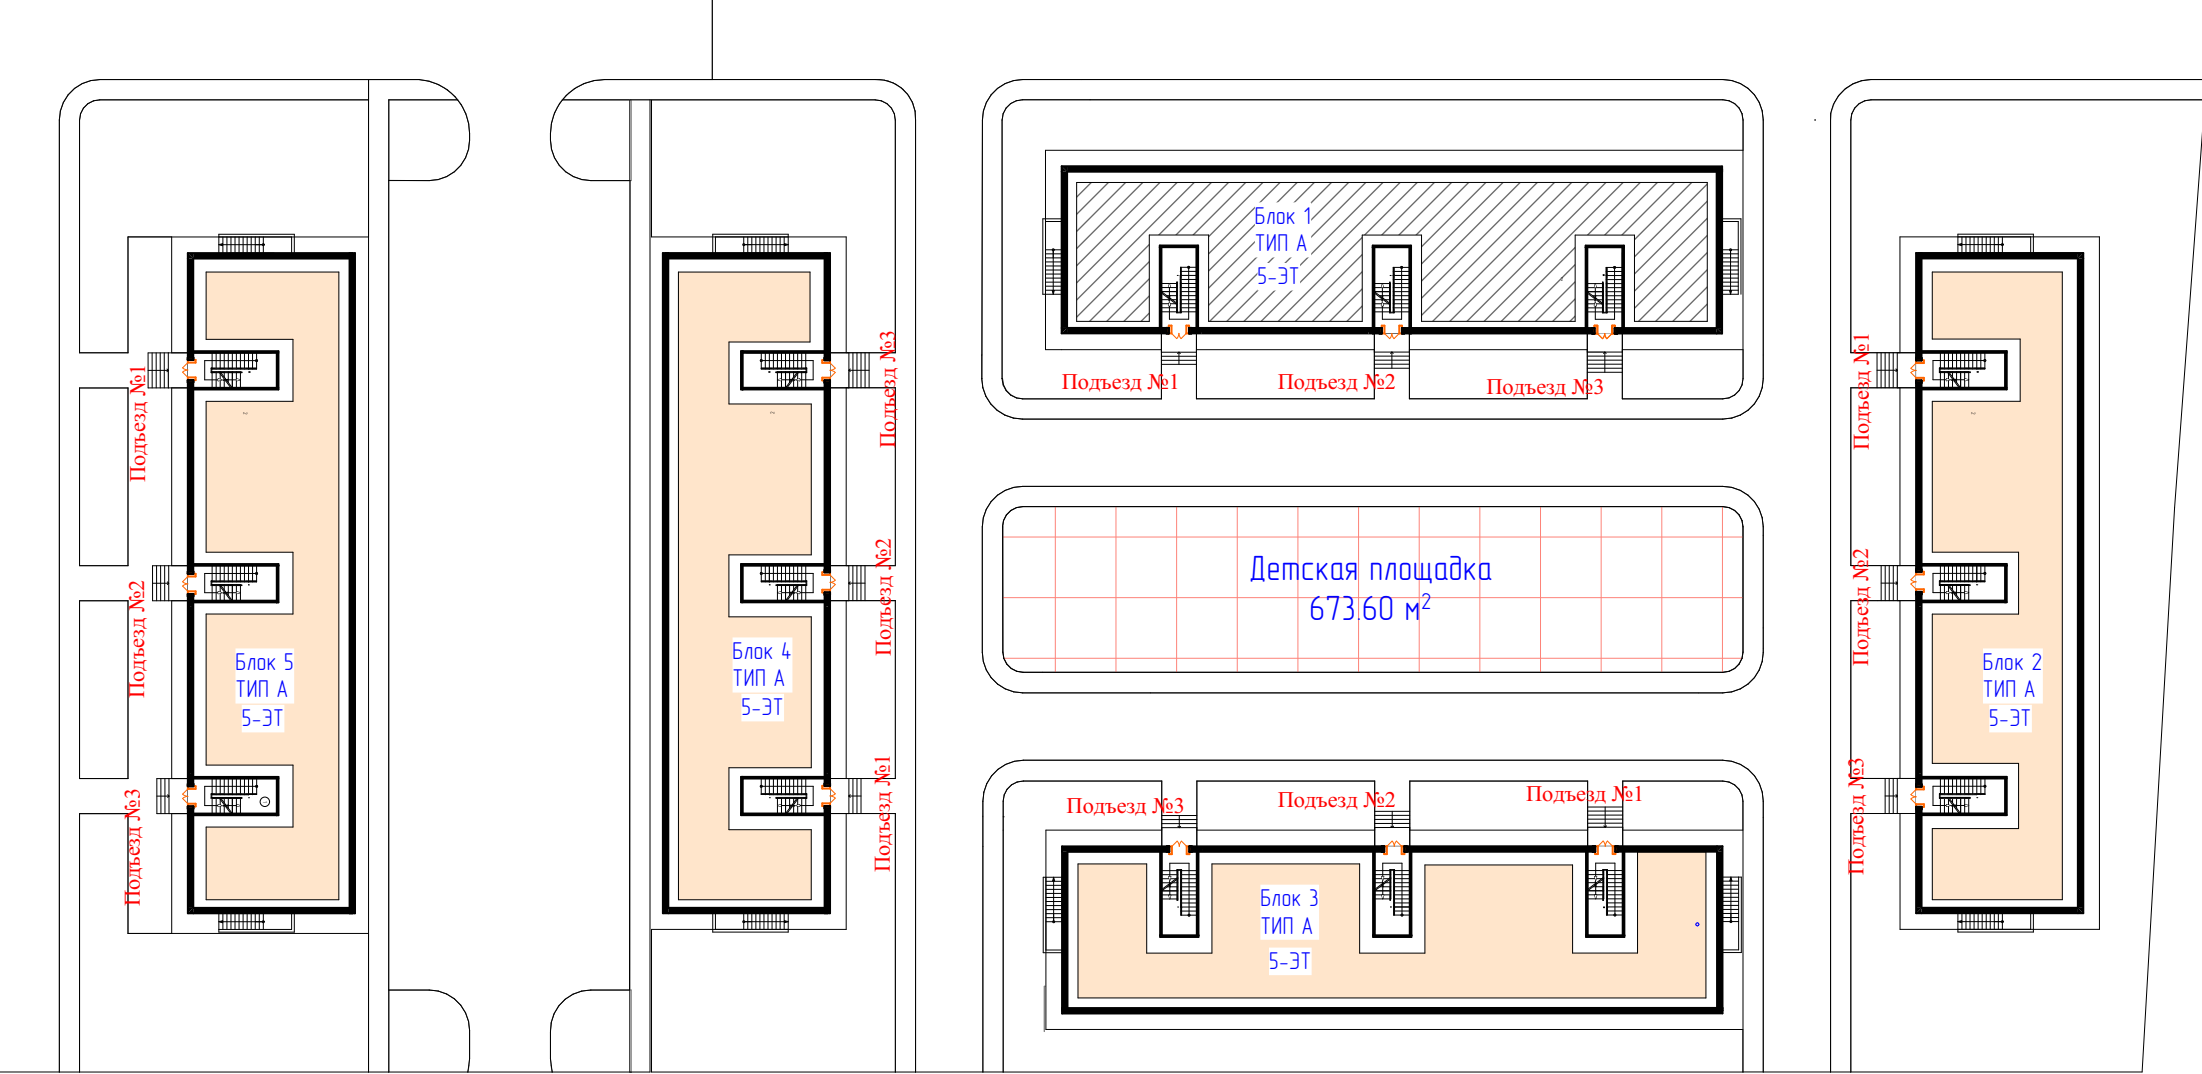 Блок 1
ТИП А
5-ЭТ
Подъезд №1
Подъезд №2
Подъезд №3
Детская площадка
673.60 м²
Подъезд №3
Подъезд №2
Подъезд №1
Блок 3
ТИП А
5-ЭТ
Подъезд №1
Подъезд №2
Подъезд №3
Блок 5
ТИП А
5-ЭТ
Подъезд №3
Подъезд №2
Подъезд №1
Блок 4
ТИП А
5-ЭТ
Подъезд №1
Подъезд №2
Подъезд №3
Блок 2
ТИП А
5-ЭТ